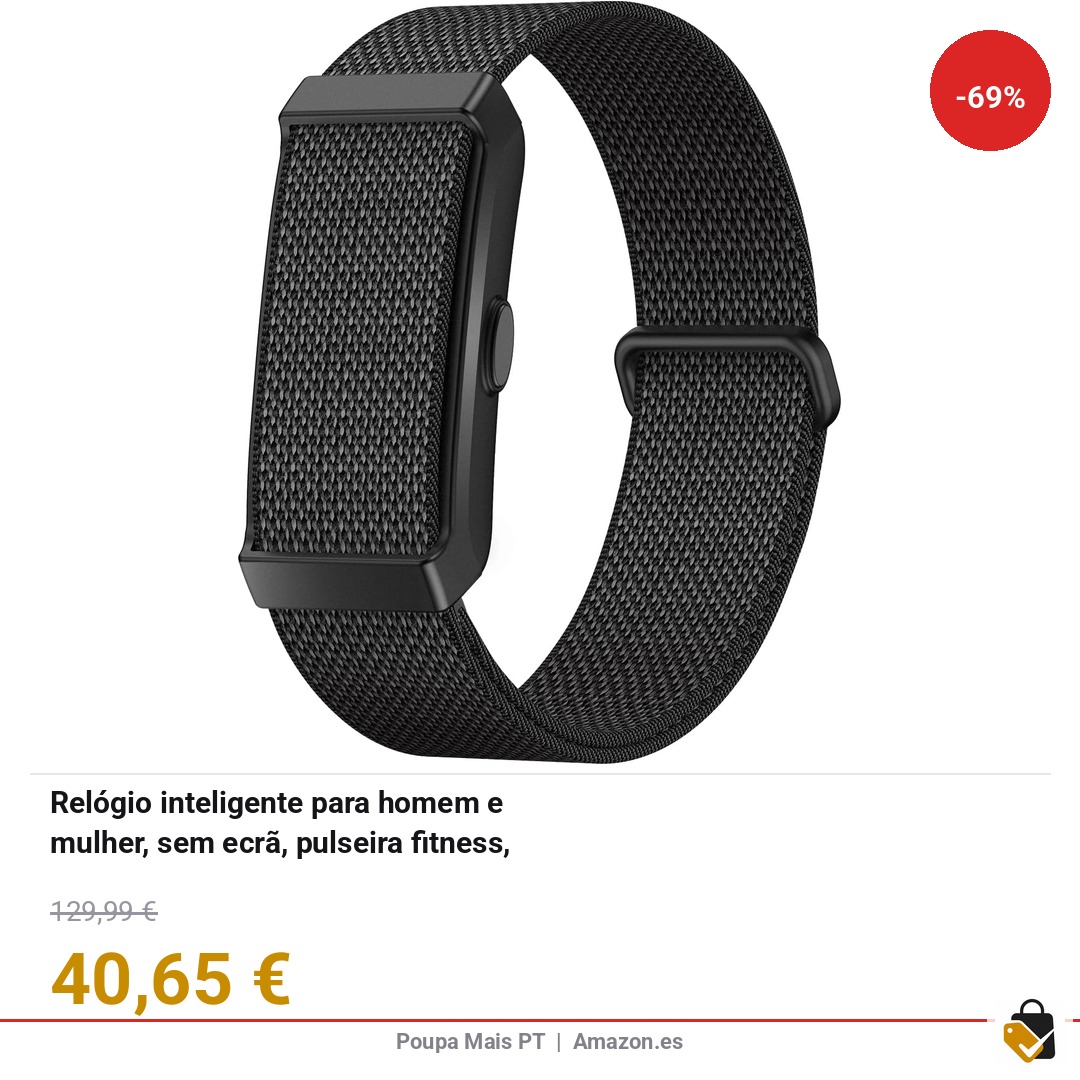 -69%
Relógio inteligente para homem e
mulher, sem ecrã, pulseira fitness,
129,99 €
40,65 €
Poupa Mais PT | Amazon.es